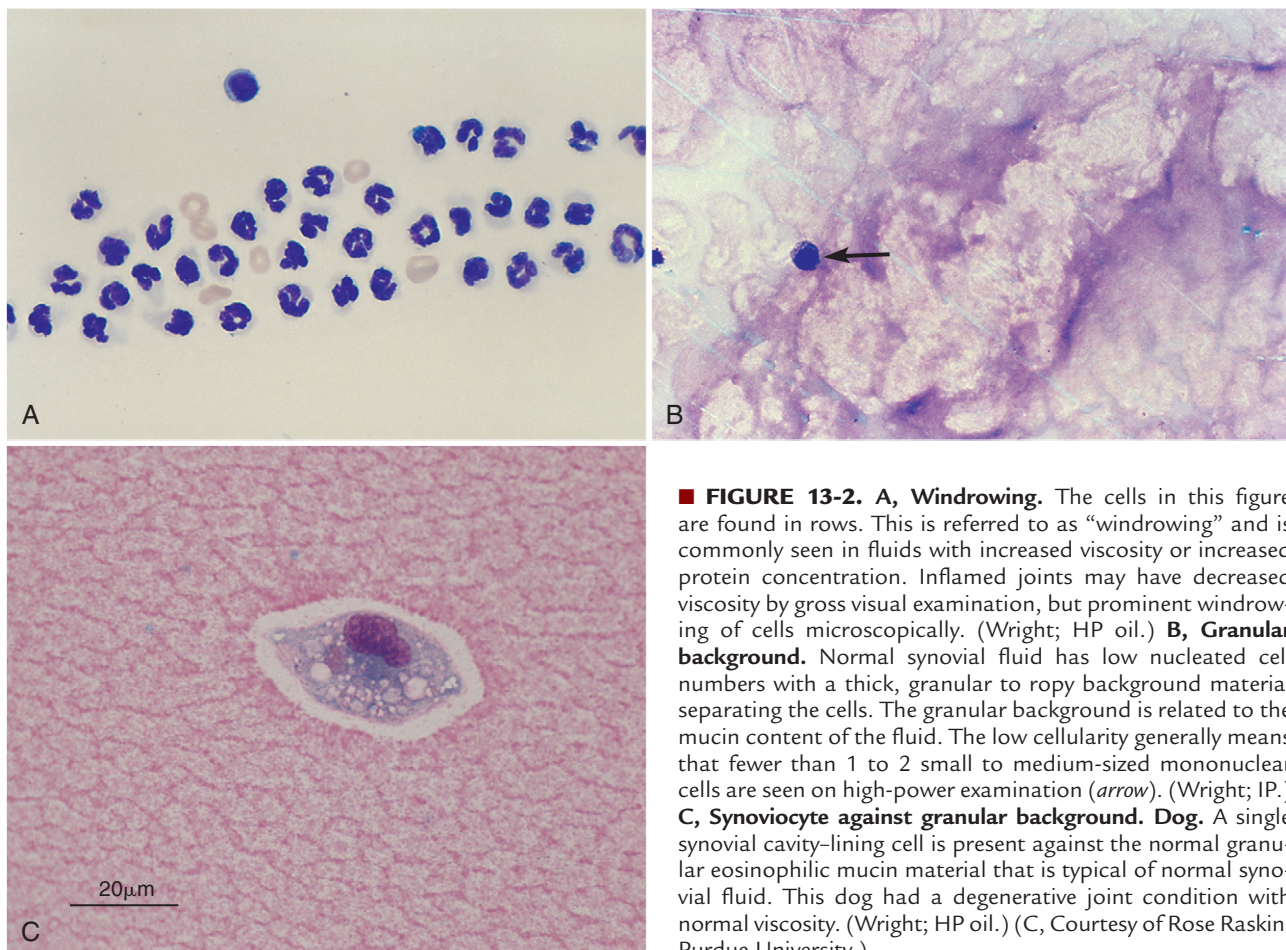 A
B
20μm
C
■ FIGURE 13-2. A, Windrowing. The cells in this figure
are found in rows. This is referred to as “windrowing” and is
commonly seen in fluids with increased viscosity or increased
protein concentration. Inflamed joints may have decreased
viscosity by gross visual examination, but prominent windrow-
ing of cells microscopically. (Wright; HP oil.) B, Granular
background. Normal synovial fluid has low nucleated cel
numbers with a thick, granular to ropy background materia
separating the cells. The granular background is related to the
mucin content of the fluid. The low cellularity generally means
that fewer than 1 to 2 small to medium-sized mononuclear
cells are seen on high-power examination (arrow). (Wright; IP.)
C, Synoviocyte against granular background. Dog. A single
synovial cavity–lining cell is present against the normal granu-
lar eosinophilic mucin material that is typical of normal syno-
vial fluid. This dog had a degenerative joint condition with
normal viscosity. (Wright; HP oil.) (C, Courtesy of Rose Raskin
Purdue University.)